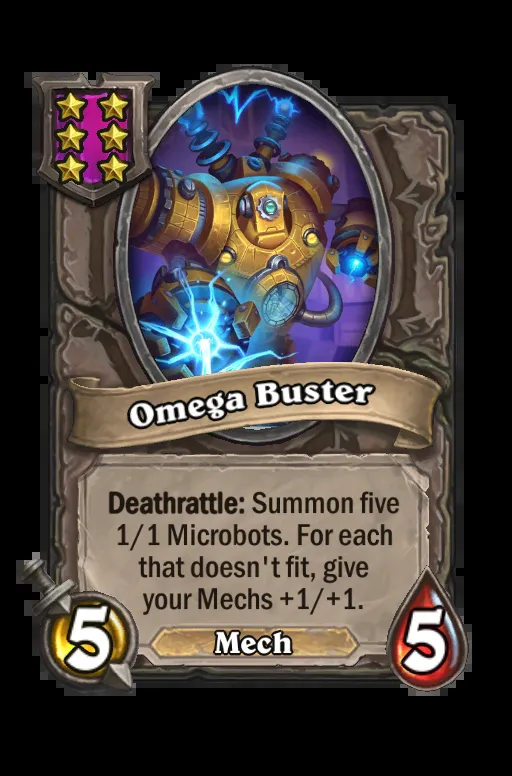 Omega Buster
Deathrattle: Summon five
1/1 Microbots. For each
that doesn't fit, give
your Mechs +1/+1.
5
Mech
5